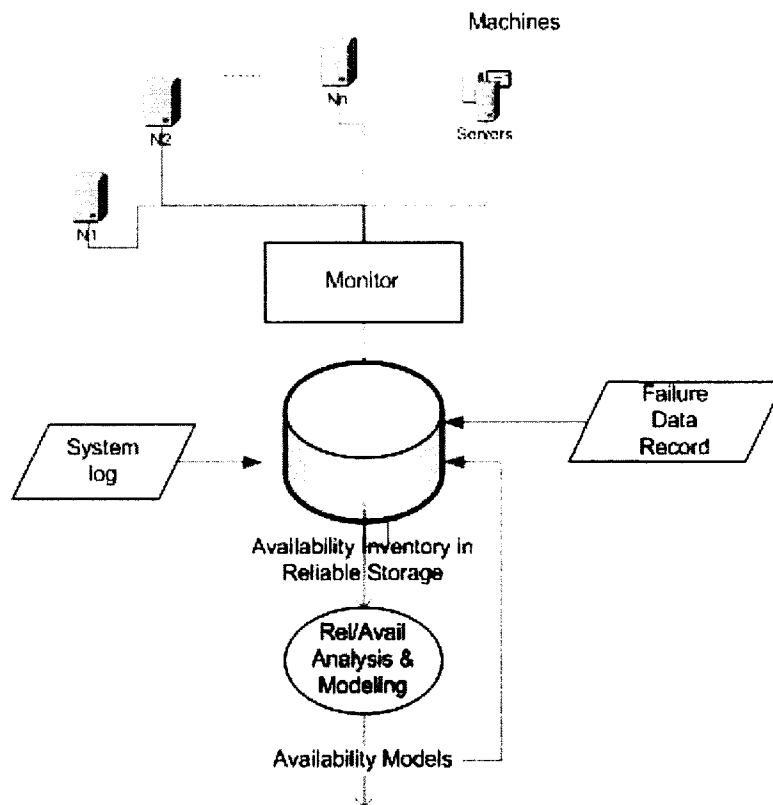 Machines
Nn
N2
Servers
N1
Monitor
Failure
Data
Record
System
log
Availability Inventory in
Reliable Storage
Rel/Avail
Analysis &
Modeling
Availability Models